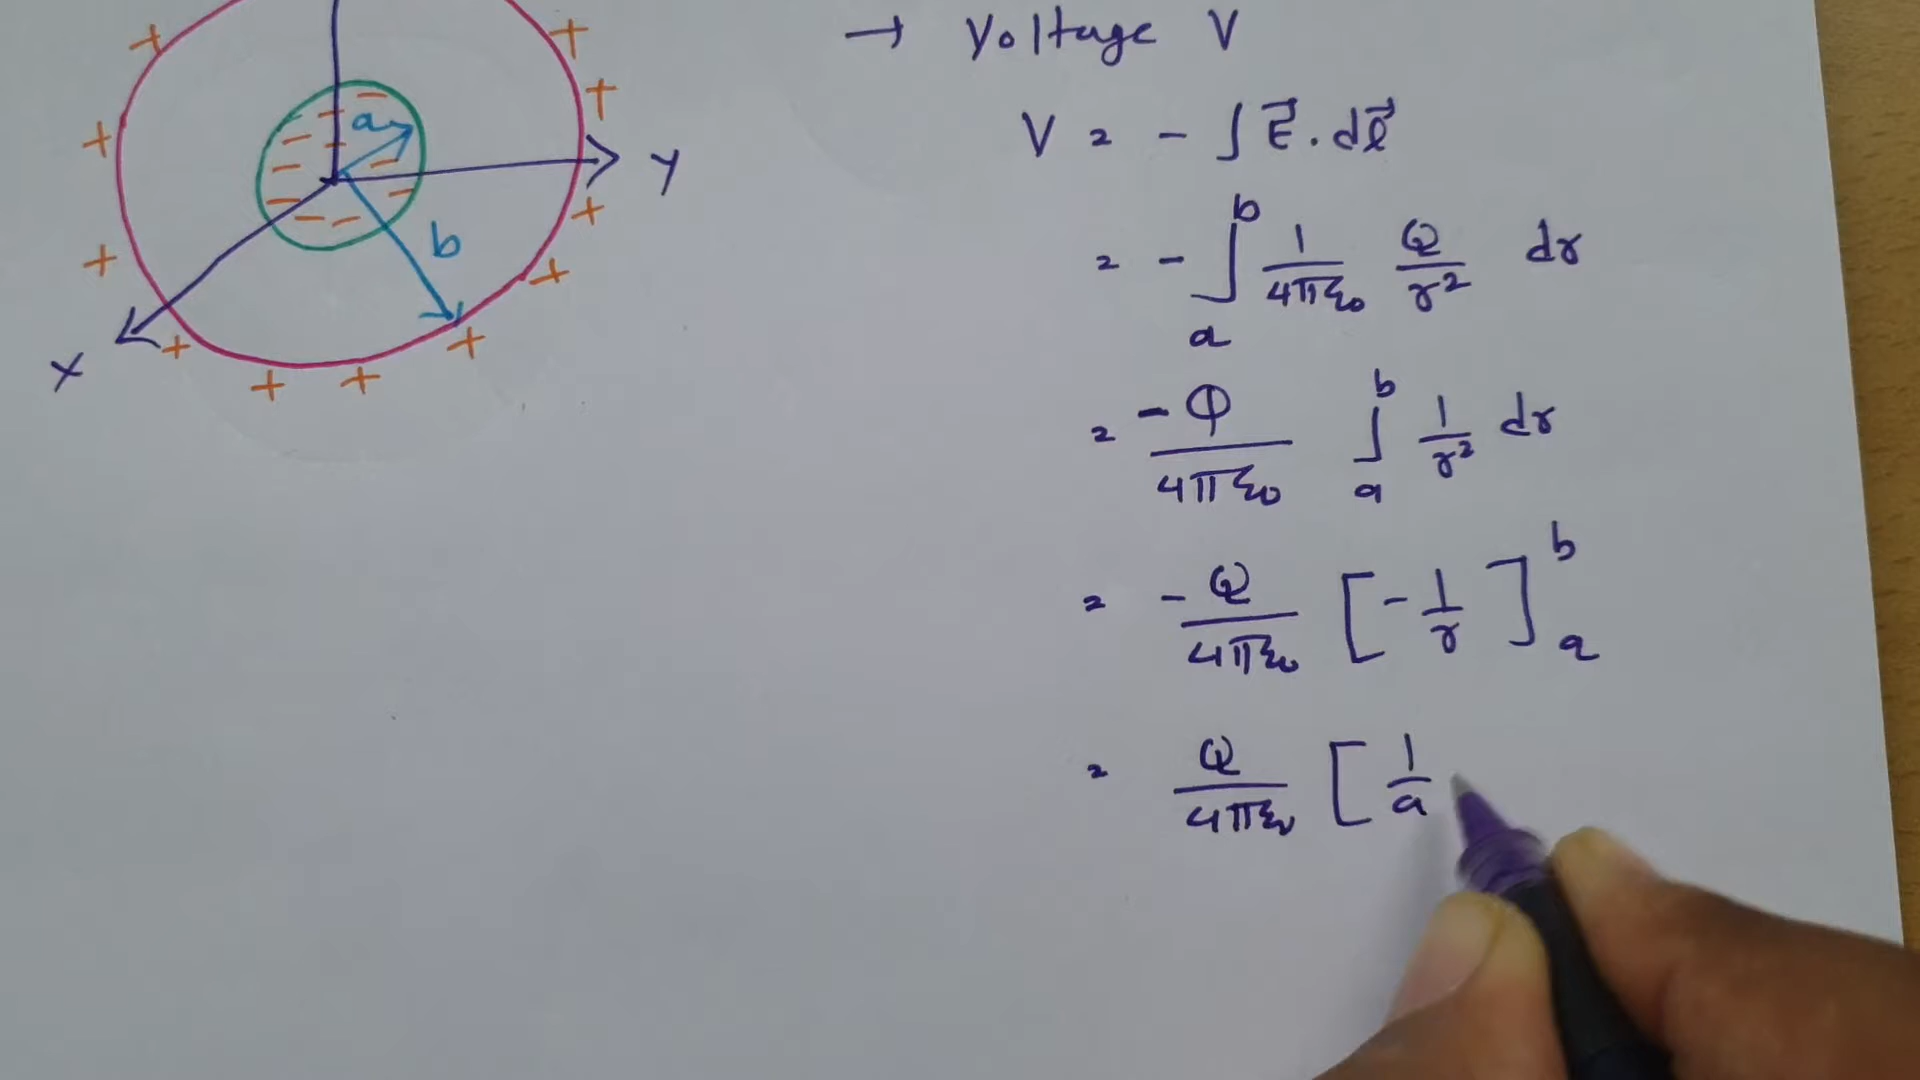 → Voltage V
V = - ∫ E⃗ . dl⃗
= - ∫ₐᵇ 1/4πε₀ Q/r² dr
= -Q/4πε₀ ∫ₐᵇ 1/r² dr
= -Q/4πε₀ [ -1/r ]ₐᵇ
= Q/4πε₀ [ 1/a
a
Y
b
X